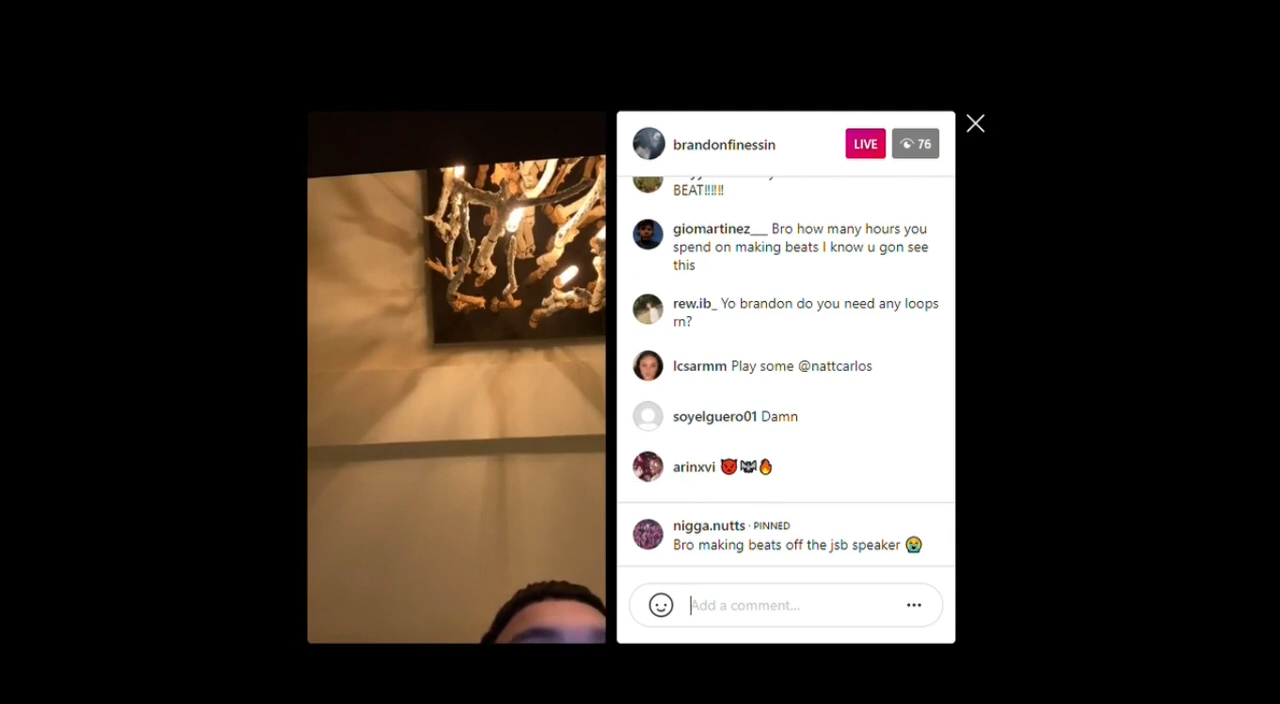 brandonfinessin
LIVE
76
BEAT!!!!!!
giomartinez___ Bro how many hours you
spend on making beats I know u gon see
this
rew.ib_ Yo brandon do you need any loops
rn?
lcsarmm Play some @nattcarlos
soyelguero01 Damn
arinxvi 😈🦇🔥
nigga.nutts · PINNED
Bro making beats off the jsb speaker 😭
Add a comment...